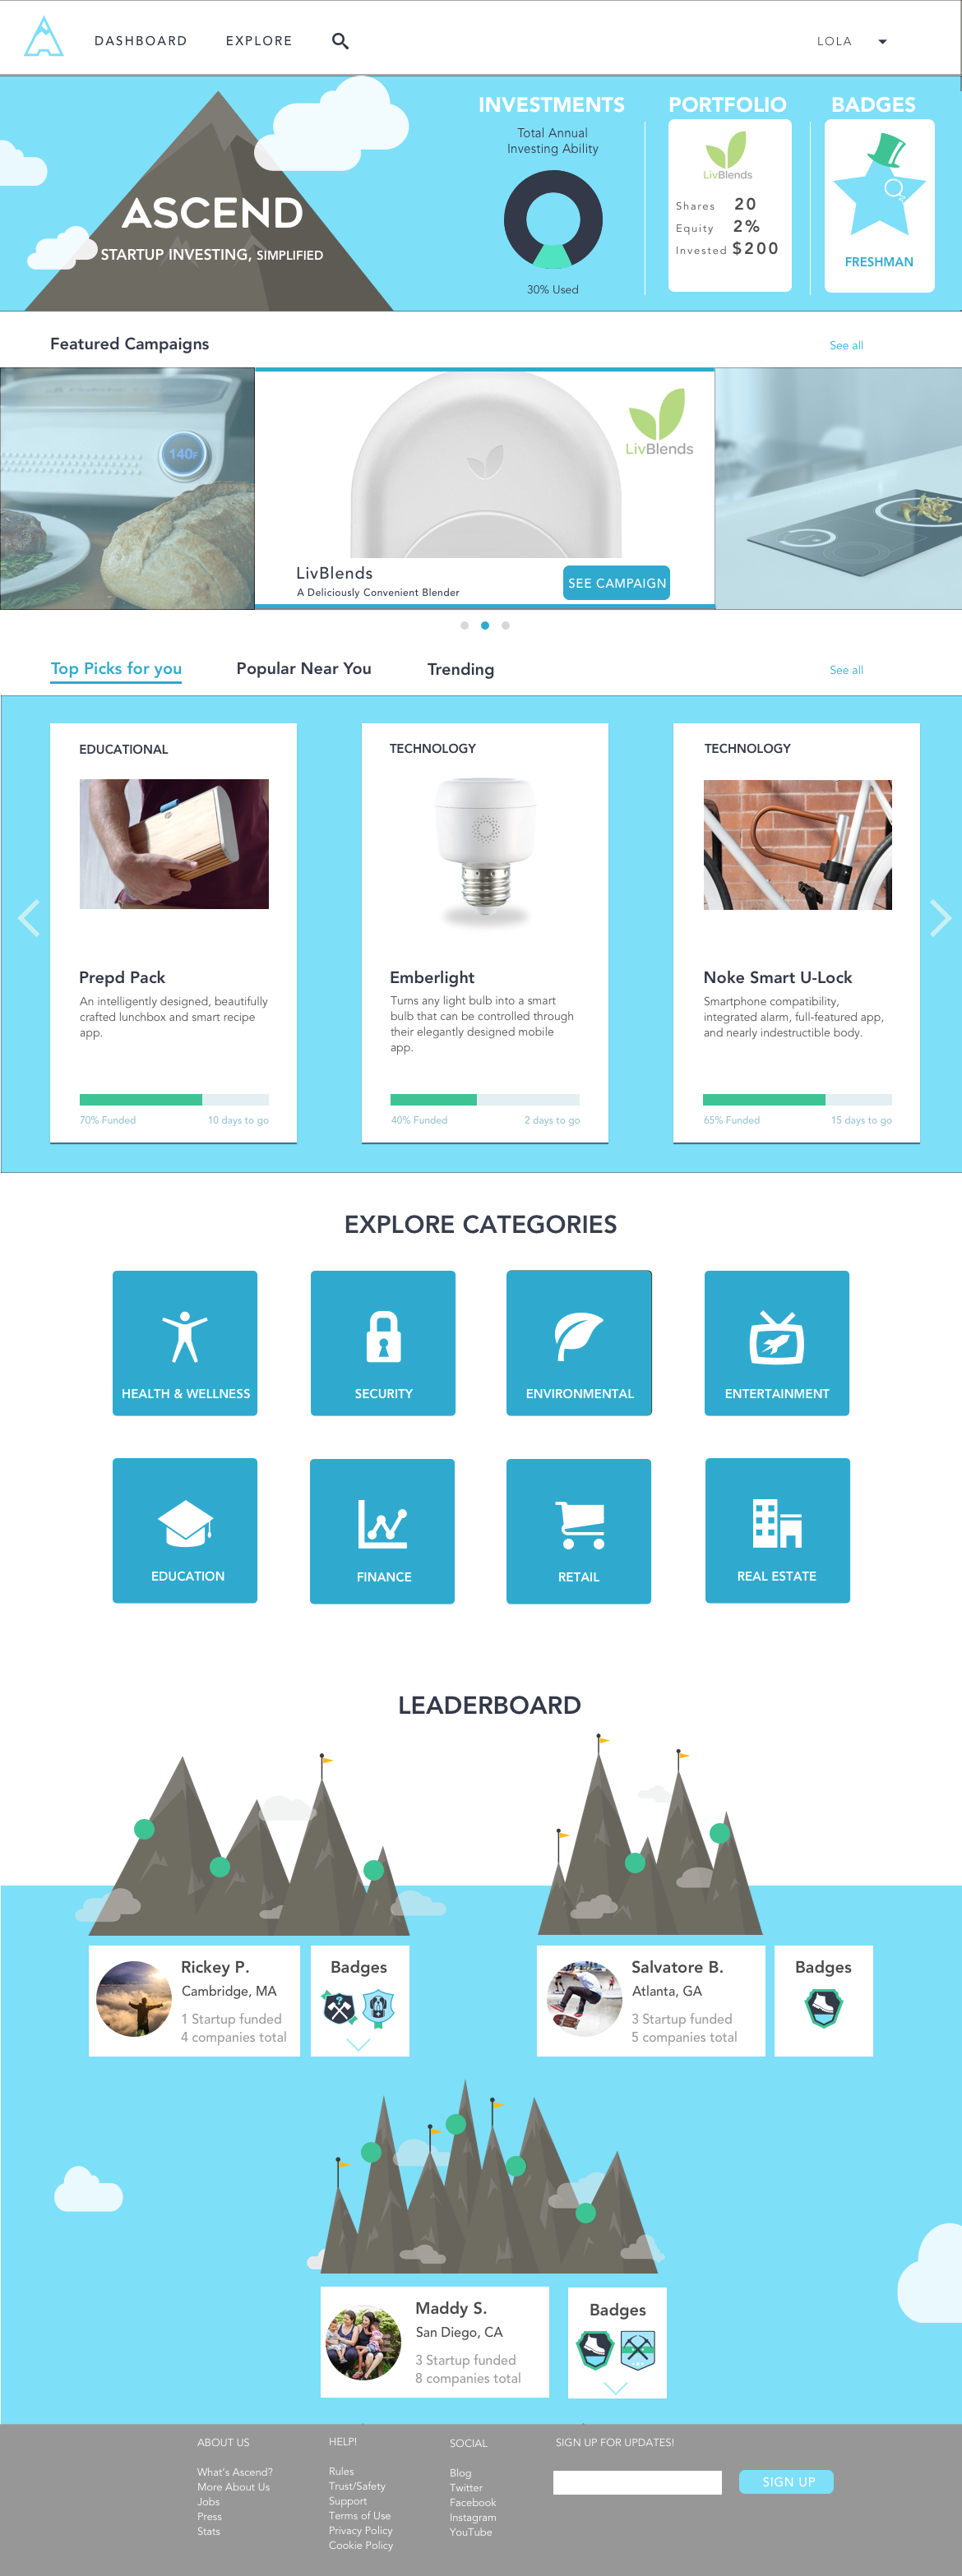 DASHBOARD
EXPLORE
LOLA
ASCEND
STARTUP INVESTING, SIMPLIFIED
INVESTMENTS
Total Annual
Investing Ability
30% Used
PORTFOLIO
LivBlends
Shares 20
Equity 2%
Invested $200
BADGES
FRESHMAN
Featured Campaigns
See all
140F
LivBlends
LivBlends
A Deliciously Convenient Blender
SEE CAMPAIGN
Top Picks for you
Popular Near You
Trending
See all
EDUCATIONAL
Prepd Pack
An intelligently designed, beautifully
crafted lunchbox and smart recipe
app.
70% Funded
10 days to go
TECHNOLOGY
Emberlight
Turns any light bulb into a smart
bulb that can be controlled through
their elegantly designed mobile
app.
40% Funded
2 days to go
TECHNOLOGY
Noke Smart U-Lock
Smartphone compatibility,
integrated alarm, full-featured app,
and nearly indestructible body.
65% Funded
15 days to go
EXPLORE CATEGORIES
HEALTH & WELLNESS
SECURITY
ENVIRONMENTAL
ENTERTAINMENT
EDUCATION
FINANCE
RETAIL
REAL ESTATE
LEADERBOARD
Rickey P.
Cambridge, MA
1 Startup funded
4 companies total
Badges
?
Salvatore B.
Atlanta, GA
3 Startup funded
5 companies total
Badges
Maddy S.
San Diego, CA
3 Startup funded
8 companies total
Badges
ABOUT US
What's Ascend?
More About Us
Jobs
Press
Stats
HELP!
Rules
Trust/Safety
Support
Terms of Use
Privacy Policy
Cookie Policy
SOCIAL
Blog
Twitter
Facebook
Instagram
YouTube
SIGN UP FOR UPDATES!
SIGN UP